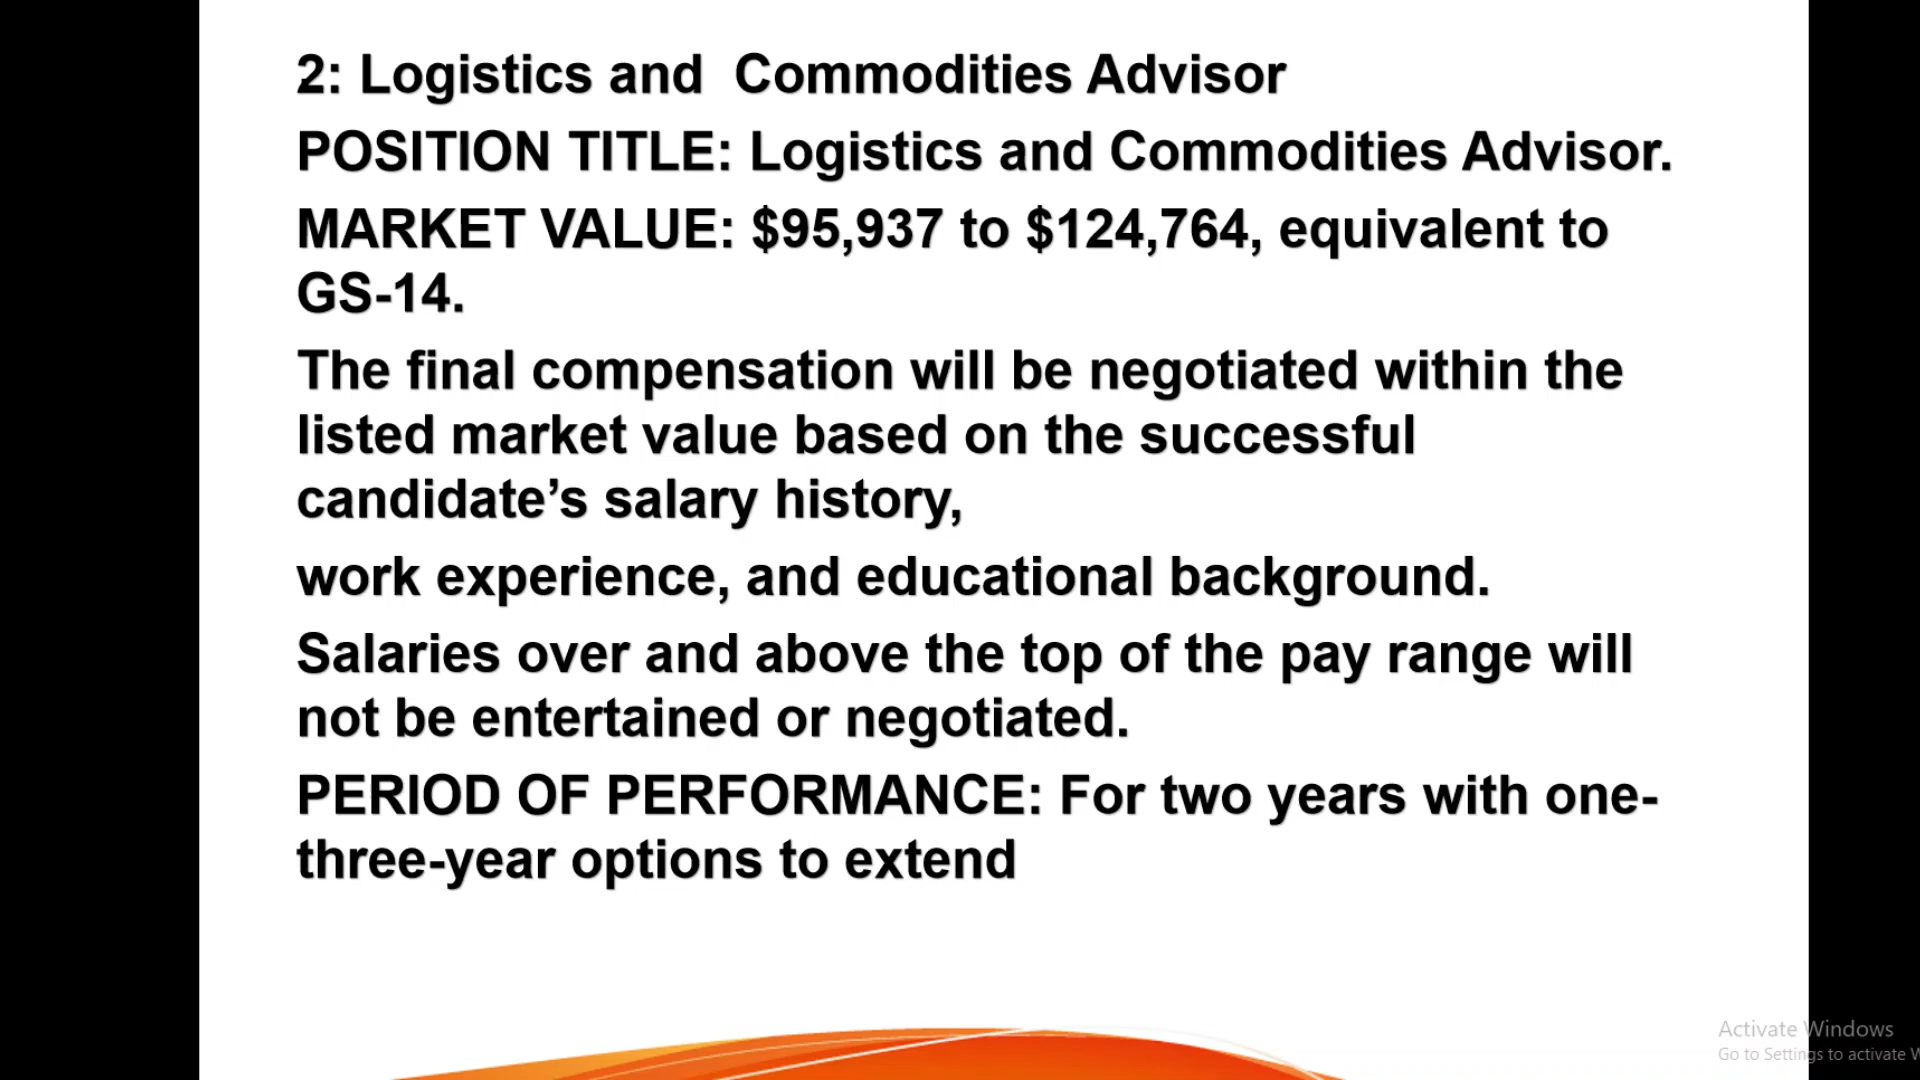 2: Logistics and  Commodities Advisor
POSITION TITLE: Logistics and Commodities Advisor.
MARKET VALUE: $95,937 to $124,764, equivalent to
GS-14.
The final compensation will be negotiated within the
listed market value based on the successful
candidate’s salary history,
work experience, and educational background.
Salaries over and above the top of the pay range will
not be entertained or negotiated.
PERIOD OF PERFORMANCE: For two years with one-
three-year options to extend
Activate Windows
Go to Settings to activate W